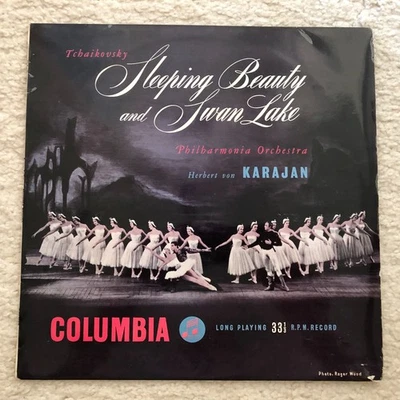 Tchaikovsky
Sleeping Beauty
and Swan Lake
Philharmonia Orchestra
Herbert von KARAJAN
COLUMBIA LONG PLAYING 33⅓ R.P.M. RECORD
Photo. Roger Wood